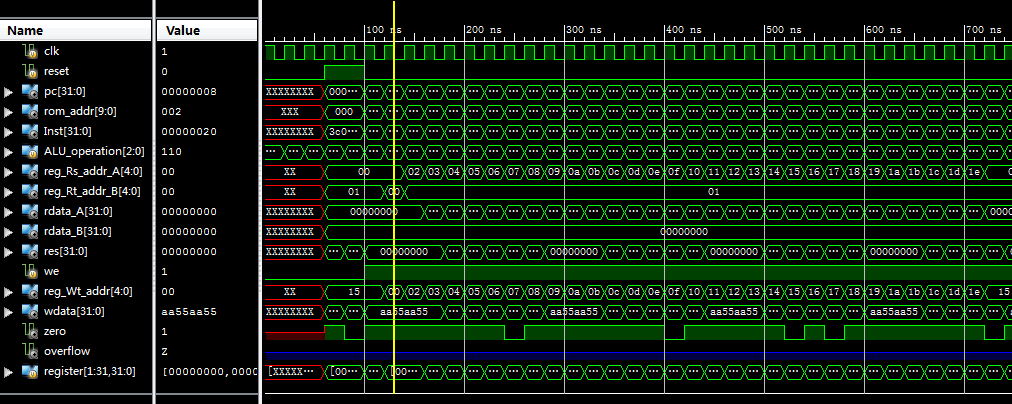 Name Value 100 ns 200 ns 300 ns 400 ns 500 ns 600 ns 700 ns
clk 1
reset 0
pc[31:0] 00000008 XXXXXXXX 000···
rom_addr[9:0] 002 XXX 000
Inst[31:0] 00000020 XXXXXXXX 3c0···
ALU_operation[2:0] 110
reg_Rs_addr_A[4:0] 00 XX 00 02 03 04 05 06 07 08 09 0a 0b 0c 0d 0e 0f 10 11 12 13 14 15 16 17 18 19 1a 1b 1c 1d 1e 0
reg_Rt_addr_B[4:0] 00 XX 01 00 01
rdata_A[31:0] 00000000 XXXXXXXX 00000000 0000···
rdata_B[31:0] 00000000 XXXXXXXX 00000000
res[31:0] 00000000 XXXXXXXX 00000000 00000000 00000000 00000000
we 1
reg_Wt_addr[4:0] 00 XX 15 00 02 03 04 05 06 07 08 09 0a 0b 0c 0d 0e 0f 10 11 12 13 14 15 16 17 18 19 1a 1b 1c 1d 1e 15
wdata[31:0] aa55aa55 XXXXXXXX aa55aa55 aa55aa55 aa55aa55 aa55aa55
zero 1
overflow Z
register[1:31,31:0] [00000000,0000 [XXXXX··· [00··· [00···